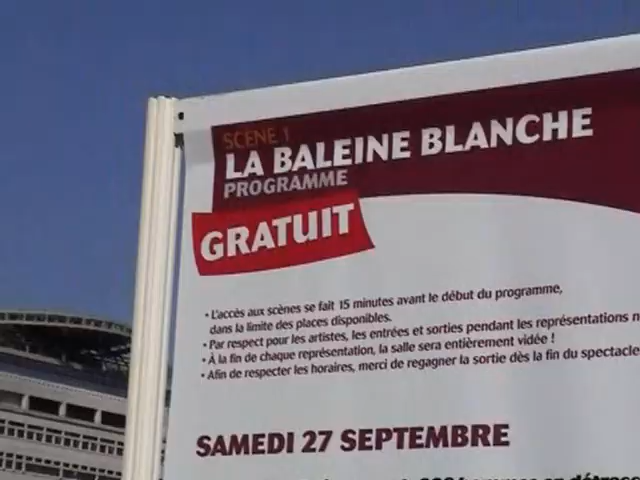 SCÈNE 1
LA BALEINE BLANCHE
PROGRAMME
GRATUIT
• L'accès aux scènes se fait 15 minutes avant le début du programme,
dans la limite des places disponibles.
• Par respect pour les artistes, les entrées et sorties pendant les représentations
• À la fin de chaque représentation, la salle sera entièrement vidée !
• Afin de respecter les horaires, merci de regagner la sortie dès la fin du spectacle
SAMEDI 27 SEPTEMBRE